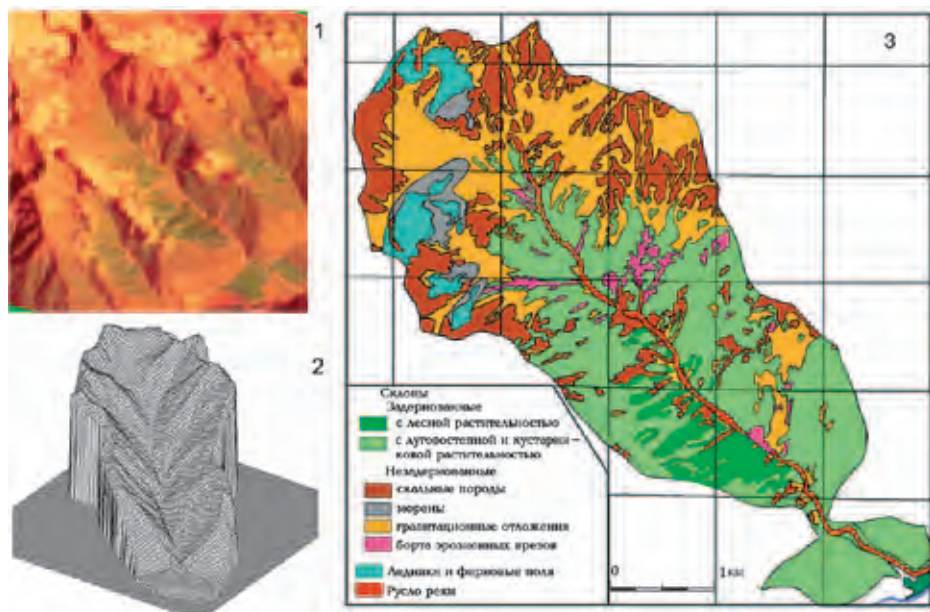 1
2
3
Склоны
Задернованные
с лесной растительностью
с луговостепной и кустарни-
ковой растительностью
Незадернованные
скальные породы
морены
гравитационные отложения
борта эрозионных врезов
Ледники и фирновые поля
Русло реки
0 1км